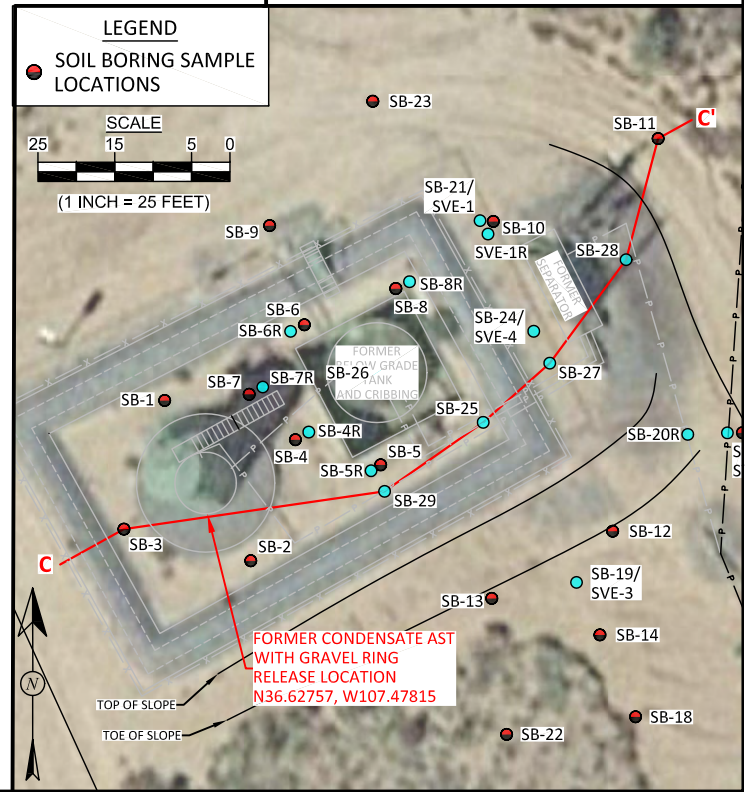 LEGEND
SOIL BORING SAMPLE
LOCATIONS
SCALE
25 15 5 0
(1 INCH = 25 FEET)
SB-23
SB-11
C'
SB-21/
SVE-1
SB-10
SVE-1R
SB-9
SB-28
FORMER
SEPARATOR
SB-8R
SB-8
SB-6
SB-6R
SB-24/
SVE-4
FORMER
BELOW GRADE
TANK
AND CRIBBING
SB-26
SB-27
SB-7
SB-7R
SB-1
SB-25
SB-4R
SB-4
SB-20R
SB-5
SB-5R
SB-29
SB-3
SB-12
C
SB-2
SB-19/
SVE-3
SB-13
SB-14
FORMER CONDENSATE AST
WITH GRAVEL RING
RELEASE LOCATION
N36.62757, W107.47815
N
TOP OF SLOPE
TOE OF SLOPE
SB-18
SB-22